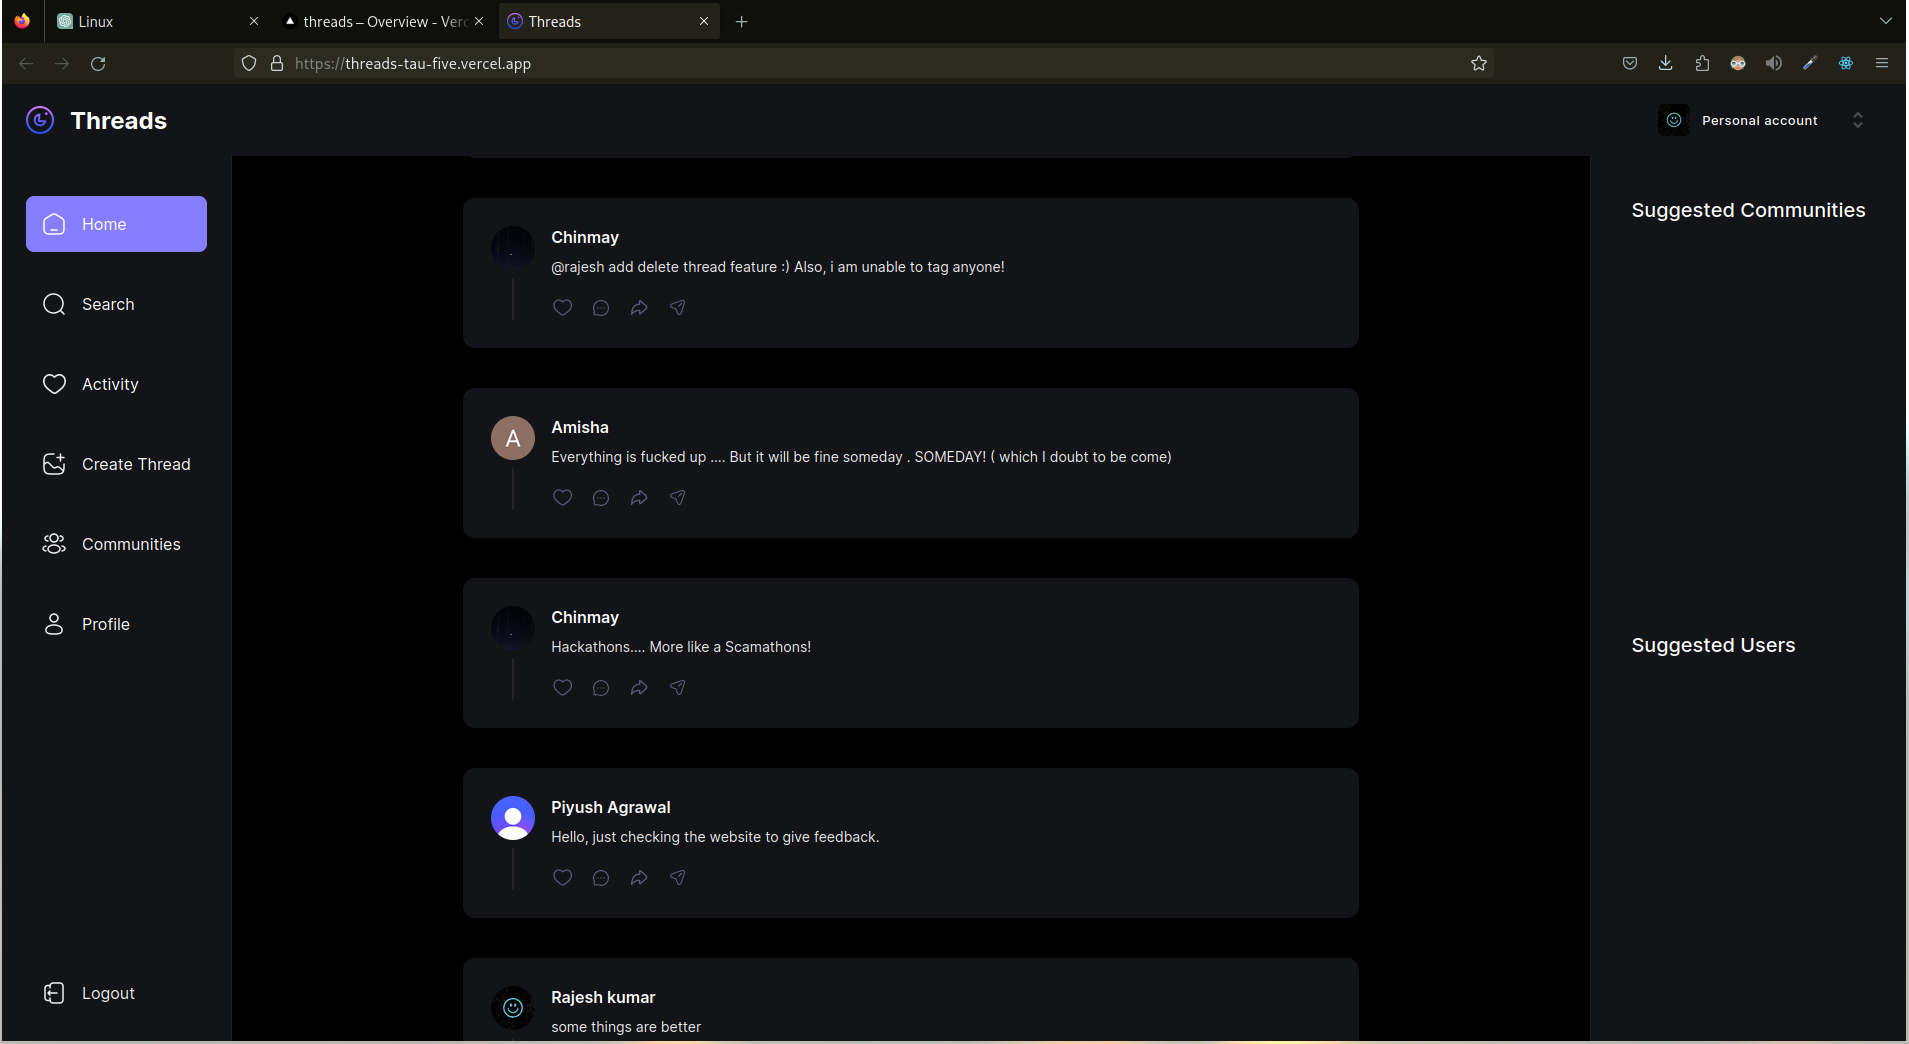 Linux
threads – Overview - Verc
Threads
https://threads-tau-five.vercel.app
Threads
Personal account
Home
Search
Activity
Create Thread
Communities
Profile
Logout
Chinmay
@rajesh add delete thread feature :) Also, i am unable to tag anyone!
A
Amisha
Everything is fucked up .... But it will be fine someday . SOMEDAY! ( which I doubt to be come)
Chinmay
Hackathons.... More like a Scamathons!
Piyush Agrawal
Hello, just checking the website to give feedback.
Rajesh kumar
some things are better
Suggested Communities
Suggested Users